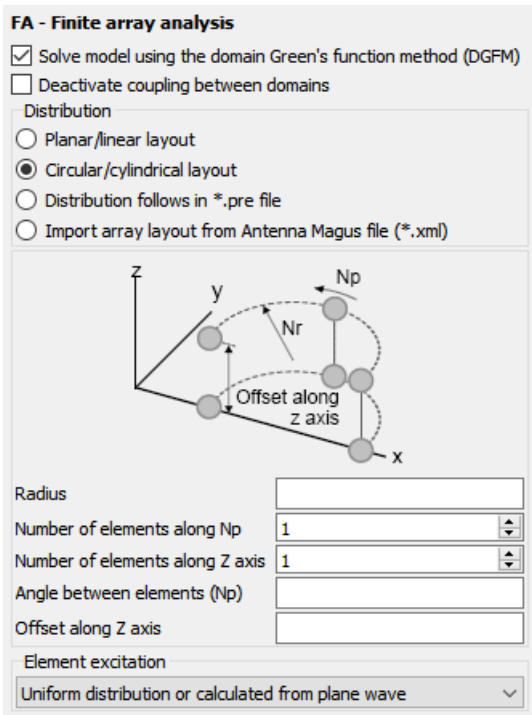 FA - Finite array analysis
Solve model using the domain Green's function method (DGFM)
Deactivate coupling between domains
Distribution
Planar/linear layout
Circular/cylindrical layout
Distribution follows in *.pre file
Import array layout from Antenna Magus file (*.xml)
z
y
Np
Nr
Offset along
z axis
x
Radius
Number of elements along Np 1
Number of elements along Z axis 1
Angle between elements (Np)
Offset along Z axis
Element excitation
Uniform distribution or calculated from plane wave